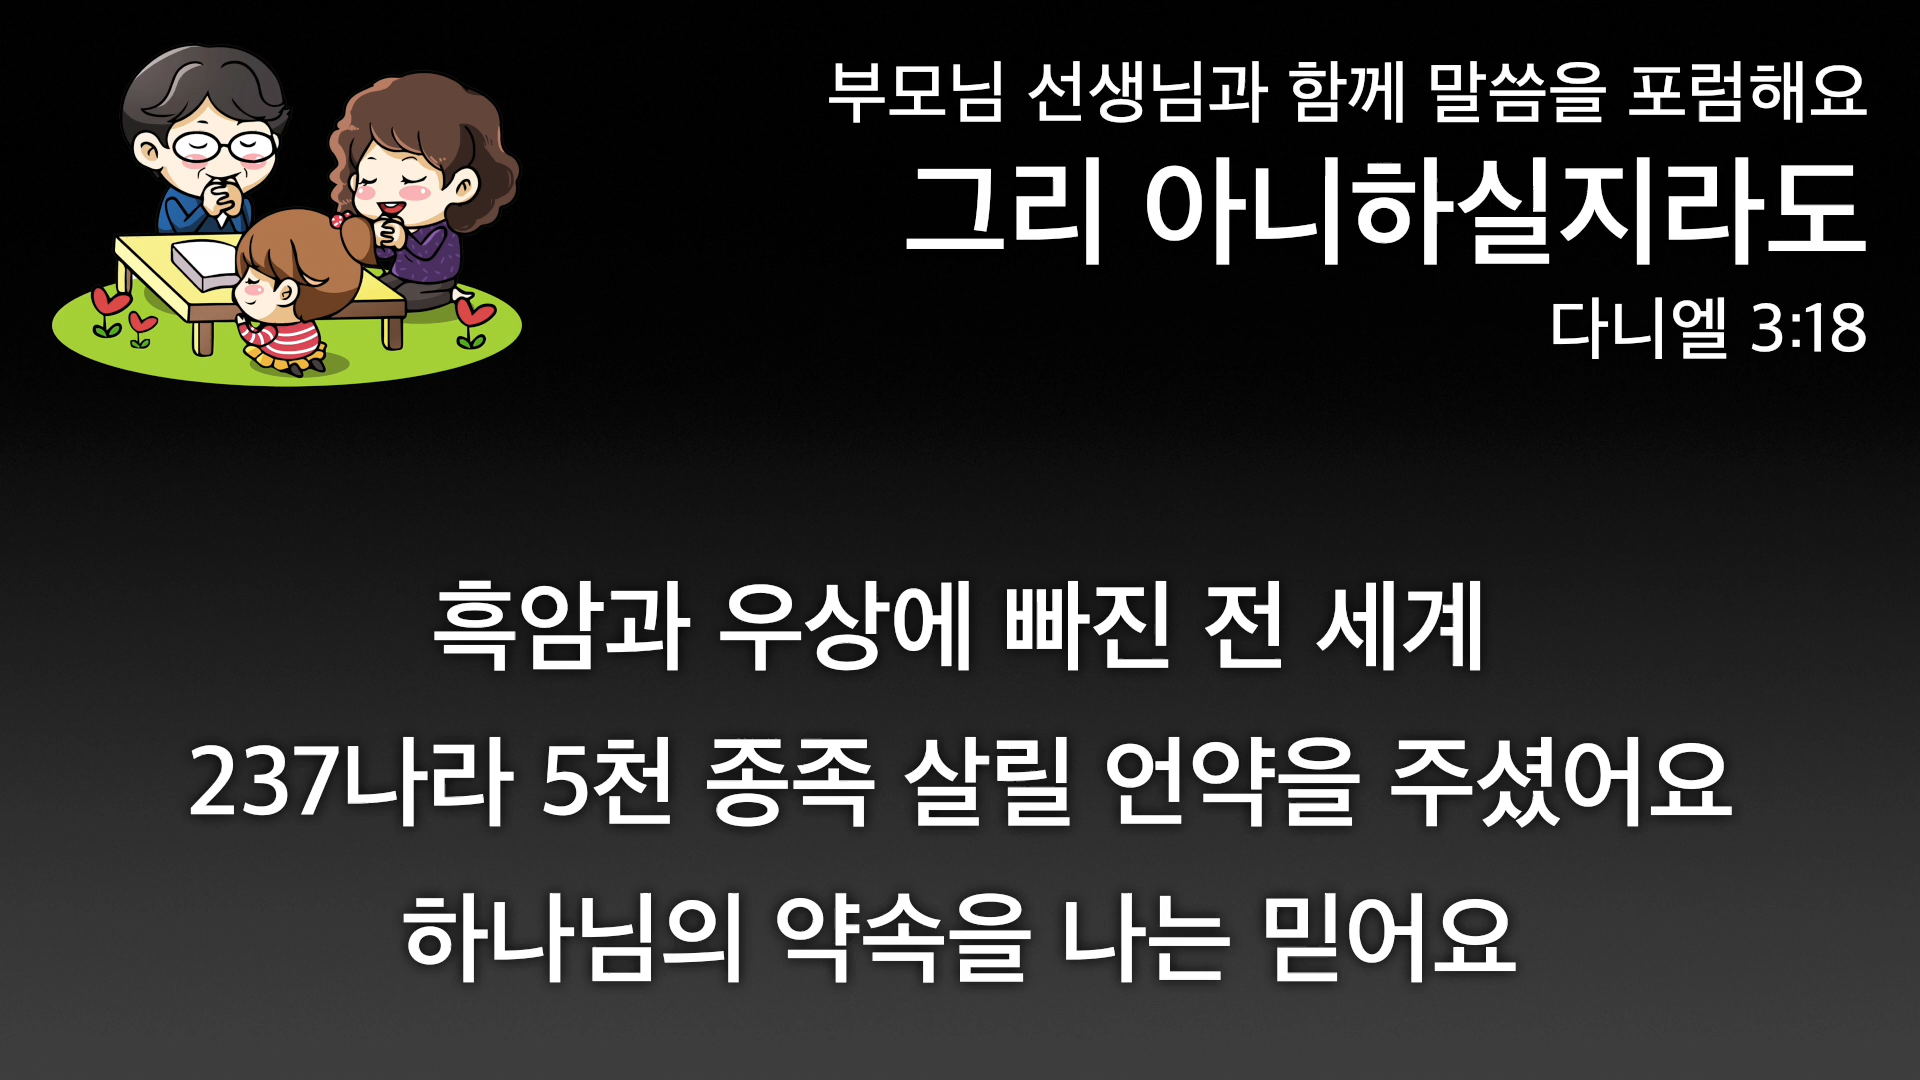 부모님 선생님과 함께 말씀을 포럼해요
그리 아니하실지라도
다니엘 3:18
흑암과 우상에 빠진 전 세계
237나라 5천 종족 살릴 언약을 주셨어요
하나님의 약속을 나는 믿어요